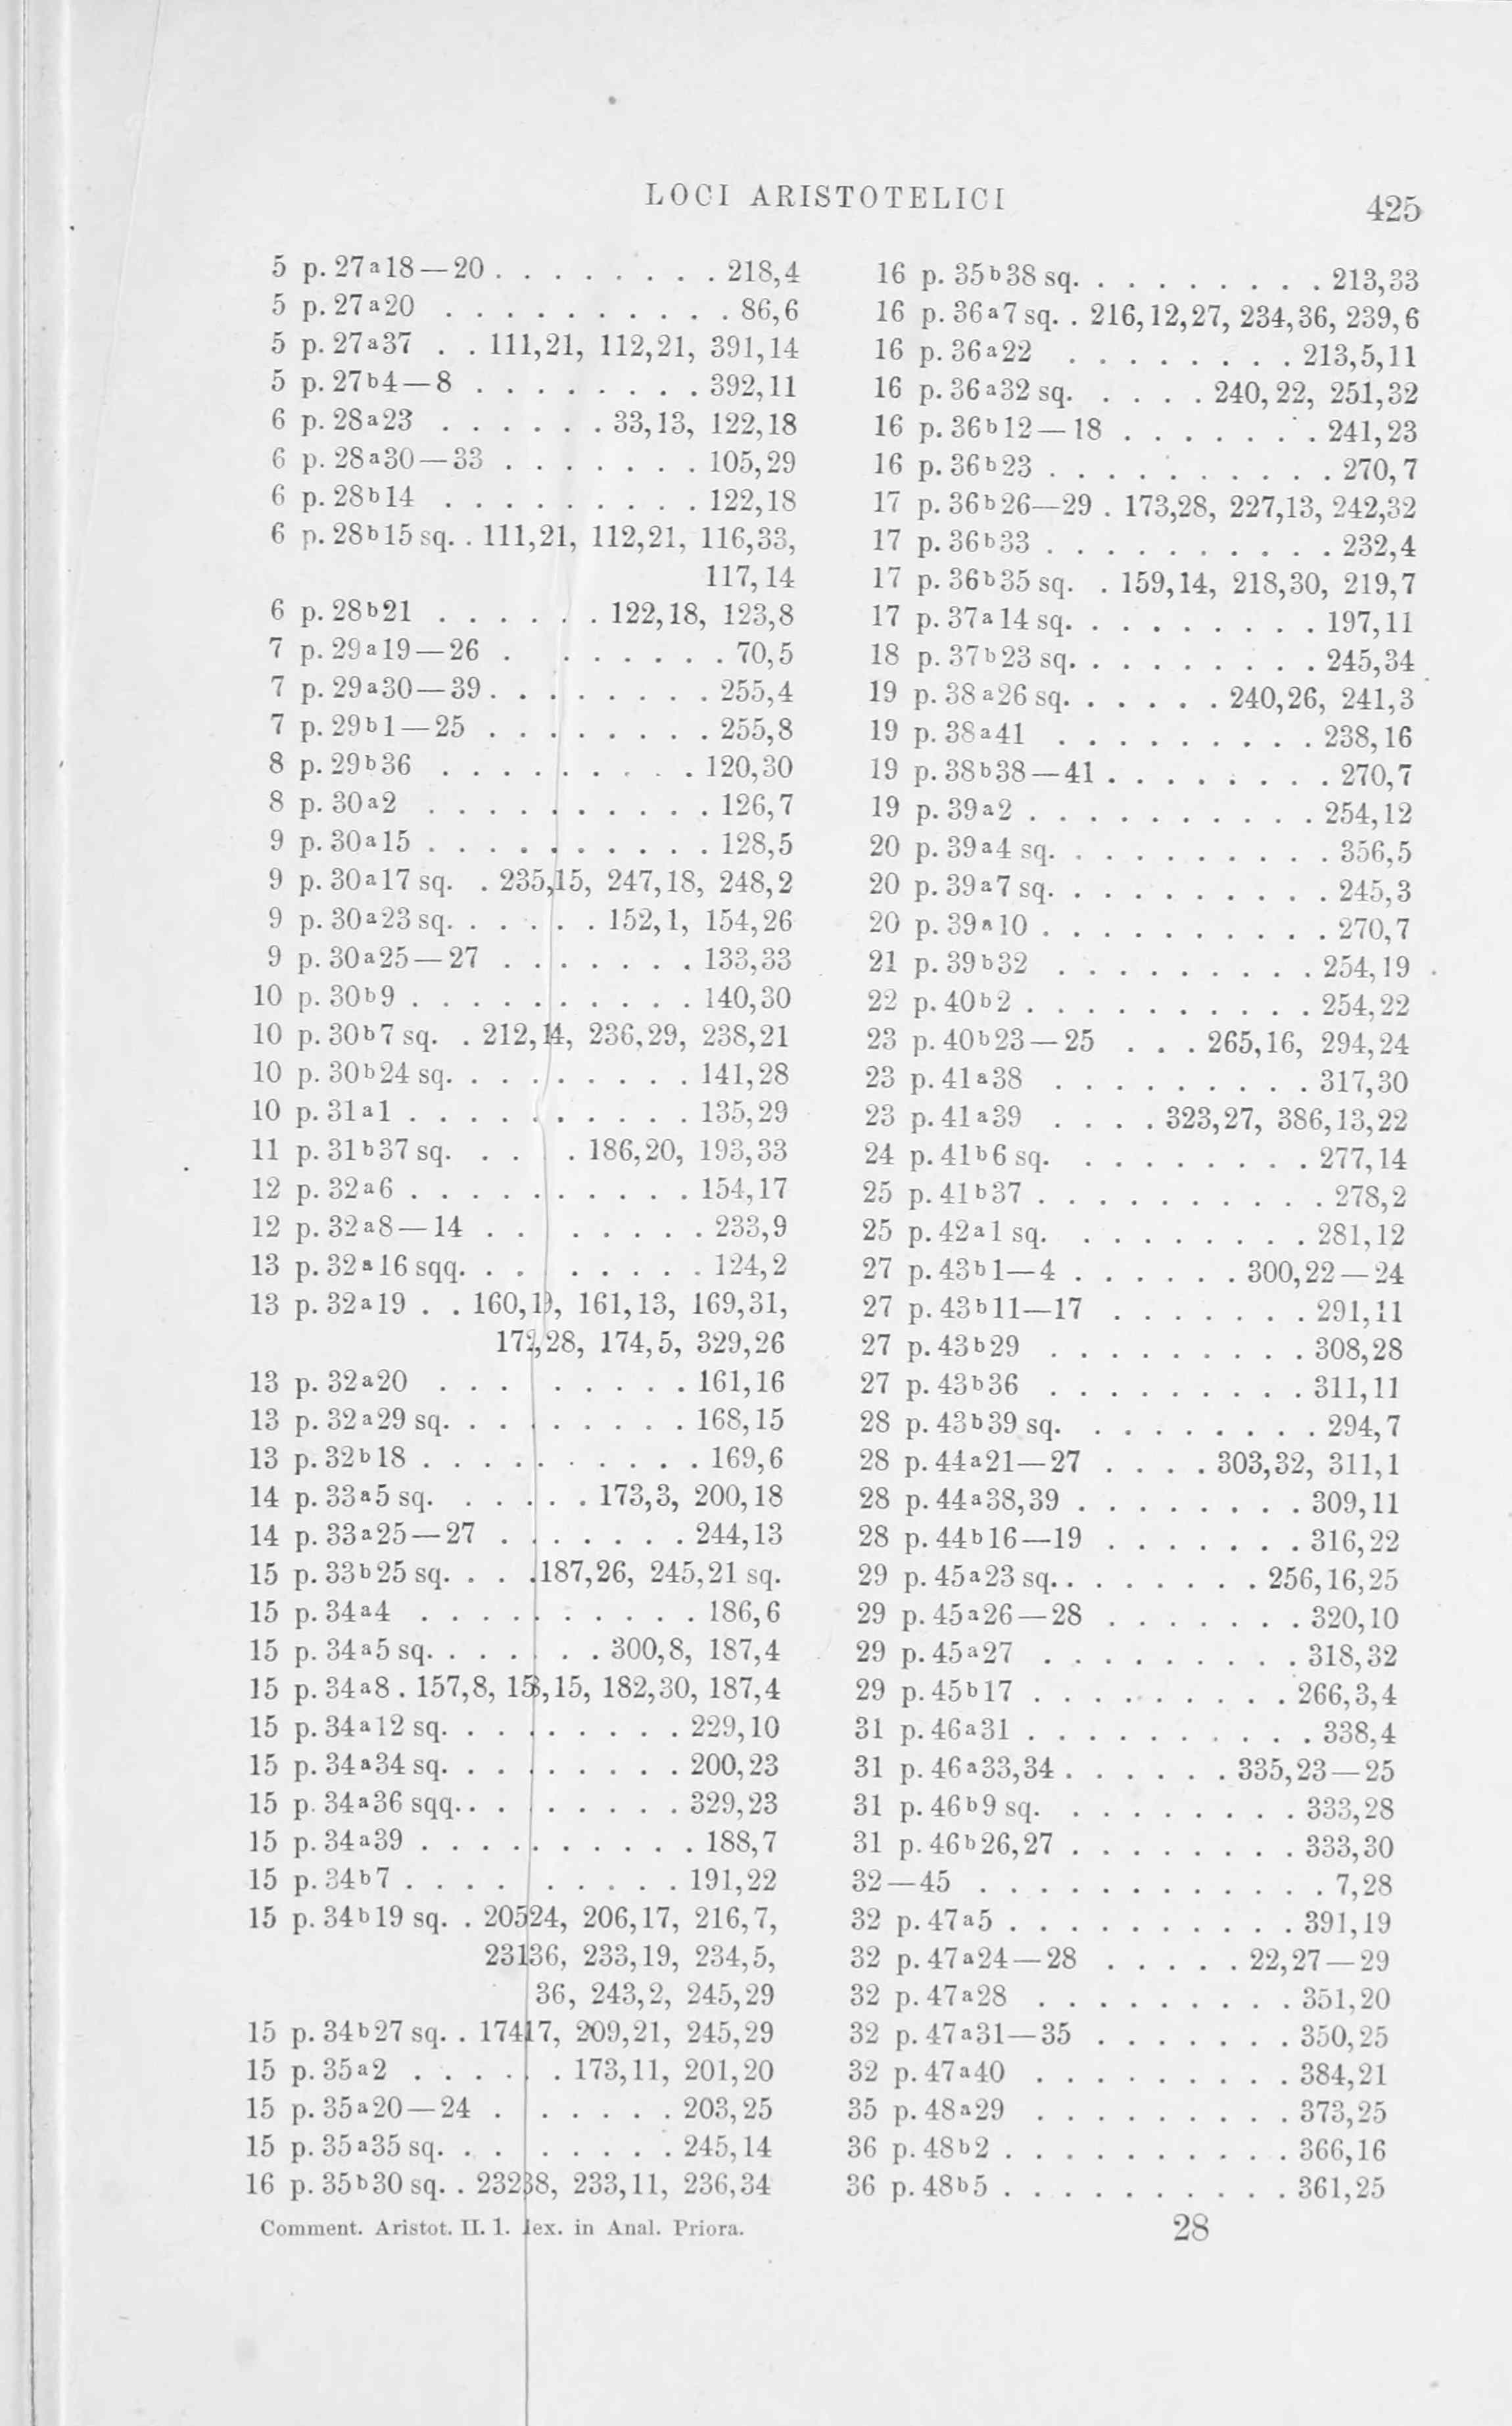 LOCI ARISTOTELICI
425
5 p. 27a18—20 . . . . . . . . . 218,4
5 p. 27a20 . . . . . . . . . . . 86,6
5 p. 27a37 . . 111,21, 112,21, 391,14
5 p. 27b4—8 . . . . . . . . 392,11
6 p. 28a23 . . . . . . 33,13, 122,18
6 p. 28a30—33 . . . . . . . 105,29
6 p. 28b14 . . . . . . . . . 122,18
6 p. 28b15 sq. . 111,21, 112,21, 116,33,
117,14
6 p. 28b21 . . . . . . 122,18, 123,8
7 p. 29a19—26 . . . . . . . . 70,5
7 p. 29a30—39 . . . . . . . . 255,4
7 p. 29b1—25 . . . . . . . . 255,8
8 p. 29b36 . . . . . . . . . 120,30
8 p. 30a2 . . . . . . . . . . 126,7
9 p. 30a15 . . . . . . . . . . 128,5
9 p. 30a17 sq. . 235,15, 247,18, 248,2
9 p. 30a23 sq. . . . . . 152,1, 154,26
9 p. 30a25—27 . . . . . . . 133,33
10 p. 30b9 . . . . . . . . . . 140,30
10 p. 30b7 sq. . 212,14, 236,29, 238,21
10 p. 30b24 sq. . . . . . . . . 141,28
10 p. 31a1 . . . . . . . . . . 135,29
11 p. 31b37 sq. . . . . 186,20, 193,33
12 p. 32a6 . . . . . . . . . . 154,17
12 p. 32a8—14 . . . . . . . . 233,9
13 p. 32a16 sqq. . . . . . . . . 124,2
13 p. 32a19 . . 160,19, 161,13, 169,31,
28, 174,5, 329,26
13 p. 32a20 . . . . . . . . . 161,16
13 p. 32a29 sq. . . . . . . . . 168,15
13 p. 32b18 . . . . . . . . . . 169,6
14 p. 33a5 sq. . . . . . 173,3, 200,18
14 p. 33a25—27 . . . . . . . 244,13
15 p. 33b25 sq. . . . 187,26, 245,21 sq.
15 p. 34a4 . . . . . . . . . . 186,6
15 p. 34a5 sq. . . . . . . 300,8, 187,4
15 p. 34a8 . 157,8, 15, 182,30, 187,4
15 p. 34a12 sq. . . . . . . . . 229,10
15 p. 34a34 sq. . . . . . . . . 200,23
15 p. 34a36 sqq. . . . . . . . . 329,23
15 p. 34a39 . . . . . . . . . . 188,7
15 p. 34b7 . . . . . . . . . . 191,22
15 p. 34b19 sq. . 205 24, 206,17, 216,7,
231 36, 233,19, 234,5,
36, 243,2, 245,29
15 p. 34b27 sq. . 174 17, 209,21, 245,29
15 p. 35a2 . . . . . . 173,11, 201,20
15 p. 35a20—24 . . . . . . . 203,25
15 p. 35a35 sq. . . . . . . . . 245,14
16 p. 35b30 sq. . 232 38, 233,11, 236,34
16 p. 35b38 sq. . . . . . . . . 213,33
16 p. 36a7 sq. . 216,12,27, 234,36, 239,6
16 p. 36a22 . . . . . . . . 213,5,11
16 p. 36a32 sq. . . . . 240,22, 251,32
16 p. 36b12—18 . . . . . . . 241,23
16 p. 36b23 . . . . . . . . . . 270,7
17 p. 36b26—29 . 173,28, 227,13, 242,32
17 p. 36b33 . . . . . . . . . . 232,4
17 p. 36b35 sq. . 159,14, 218,30, 219,7
17 p. 37a14 sq. . . . . . . . . 197,11
18 p. 37b23 sq. . . . . . . . . 245,34
19 p. 38a26 sq. . . . . . 240,26, 241,3
19 p. 38a41 . . . . . . . . . 238,16
19 p. 38b38—41 . . . . . . . . 270,7
19 p. 39a2 . . . . . . . . . . 254,12
20 p. 39a4 sq. . . . . . . . . . 356,5
20 p. 39a7 sq. . . . . . . . . . 245,3
20 p. 39a10 . . . . . . . . . . 270,7
21 p. 39b32 . . . . . . . . . 254,19
22 p. 40b2 . . . . . . . . . . 254,22
23 p. 40b23—25 . . . 265,16, 294,24
23 p. 41a38 . . . . . . . . . 317,30
23 p. 41a39 . . . . 323,27, 386,13,22
24 p. 41b6 sq. . . . . . . . . 277,14
25 p. 41b37 . . . . . . . . . . 278,2
25 p. 42a1 sq. . . . . . . . . 281,12
27 p. 43b1—4 . . . . . . 300,22—24
27 p. 43b11—17 . . . . . . . 291,11
27 p. 43b29 . . . . . . . . . 308,28
27 p. 43b36 . . . . . . . . . 311,11
28 p. 43b39 sq. . . . . . . . . 294,7
28 p. 44a21—27 . . . . 303,32, 311,1
28 p. 44a38,39 . . . . . . . . 309,11
28 p. 44b16—19 . . . . . . . 316,22
29 p. 45a23 sq. . . . . . . . 256,16,25
29 p. 45a26—28 . . . . . . . 320,10
29 p. 45a27 . . . . . . . . . 318,32
29 p. 45b17 . . . . . . . . . 266,3,4
31 p. 46a31 . . . . . . . . . . 338,4
31 p. 46a33,34 . . . . . . 335,23—25
31 p. 46b9 sq. . . . . . . . . 333,28
31 p. 46b26,27 . . . . . . . . 333,30
32—45 . . . . . . . . . . . . 7,28
32 p. 47a5 . . . . . . . . . . 391,19
32 p. 47a24—28 . . . . . 22,27—29
32 p. 47a28 . . . . . . . . . 351,20
32 p. 47a31—35 . . . . . . . 350,25
32 p. 47a40 . . . . . . . . . 384,21
35 p. 48a29 . . . . . . . . . 373,25
36 p. 48b2 . . . . . . . . . . 366,16
36 p. 48b5 . . . . . . . . . . 361,25
Comment. Aristot. II. 1. lex. in Anal. Priora.
28